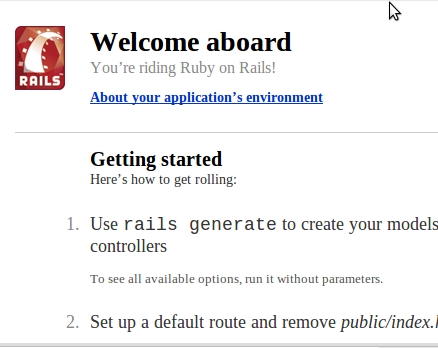 RAILS
Welcome aboard
You're riding Ruby on Rails!
About your application's environment
Getting started
Here's how to get rolling:
1. Use rails generate to create your models
controllers
To see all available options, run it without parameters.
2. Set up a default route and remove public/index.